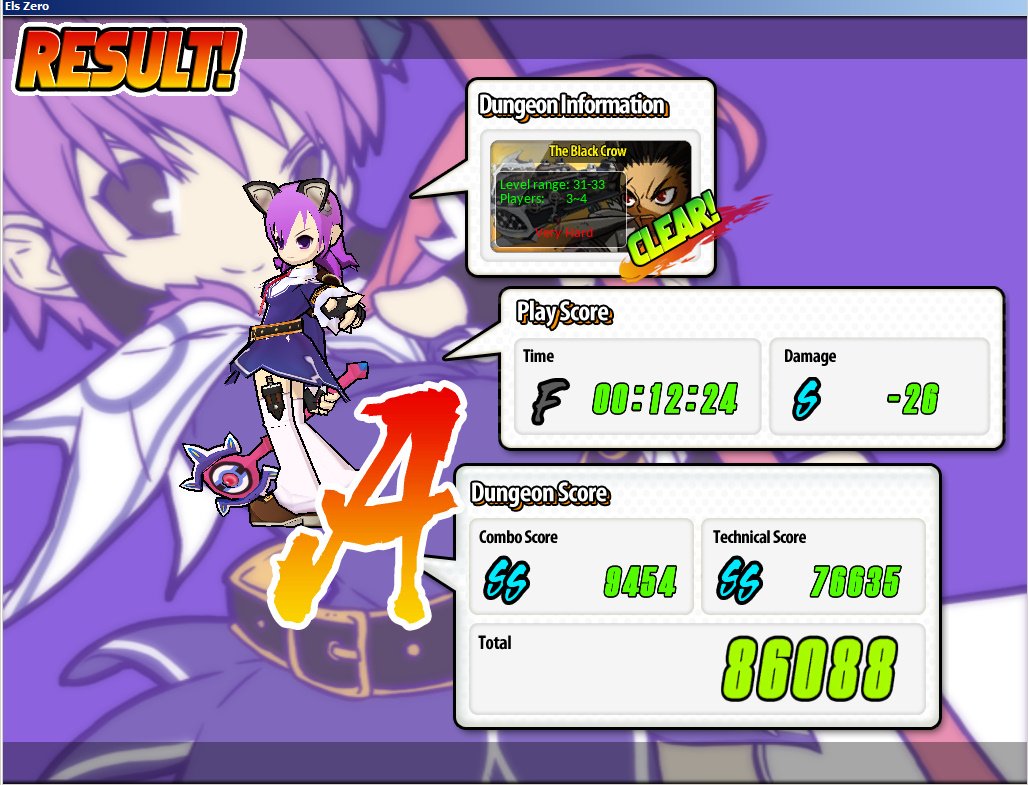 Els Zero
RESULT!
Dungeon Information
The Black Crow
Level range: 31-33
Players: 3~4
Very Hard
CLEAR!
Play Score
Time
F 00:12:24
Damage
S -26
A
Dungeon Score
Combo Score
SS 9454
Technical Score
SS 76635
Total
86088